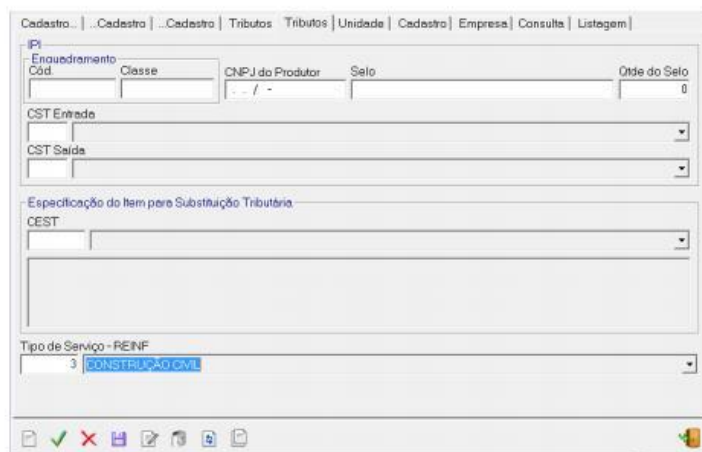 Cadastro... | ...Cadastro | ...Cadastro | Tributos | Tributos | Unidade | Cadastro | Empresa | Consulta | Listagem |
IPI
Enquadramento
Cód. Classe CNPJ do Produtor Selo Qtde do Selo
. . / - 0
CST Entrada
CST Saída
Especificação do Item para Substituição Tributária
CEST
Tipo de Serviço - REINF
3 CONSTRUÇÃO CIVIL